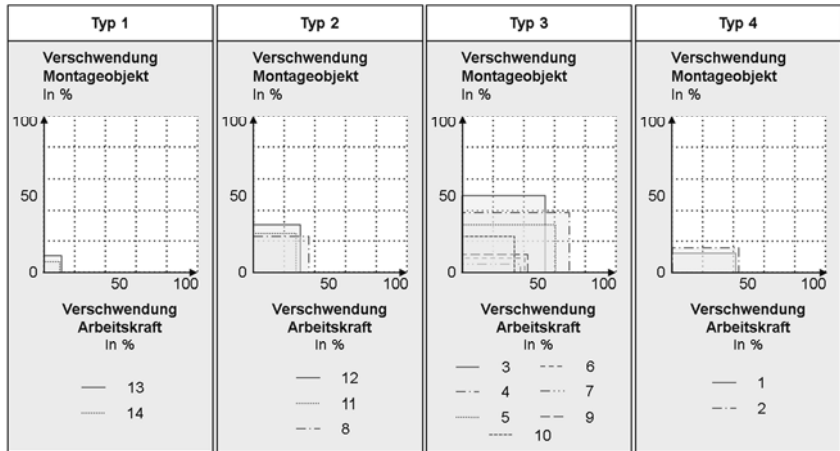 Typ 1
Verschwendung
Montageobjekt
In %
100
50
0
50
100
Verschwendung
Arbeitskraft
In %
13
14
Typ 2
Verschwendung
Montageobjekt
In %
100
50
0
50
100
Verschwendung
Arbeitskraft
In %
12
11
8
Typ 3
Verschwendung
Montageobjekt
In %
100
50
0
50
100
Verschwendung
Arbeitskraft
In %
3 6
4 7
5 9
10
Typ 4
Verschwendung
Montageobjekt
In %
100
50
0
50
100
Verschwendung
Arbeitskraft
In %
1
2